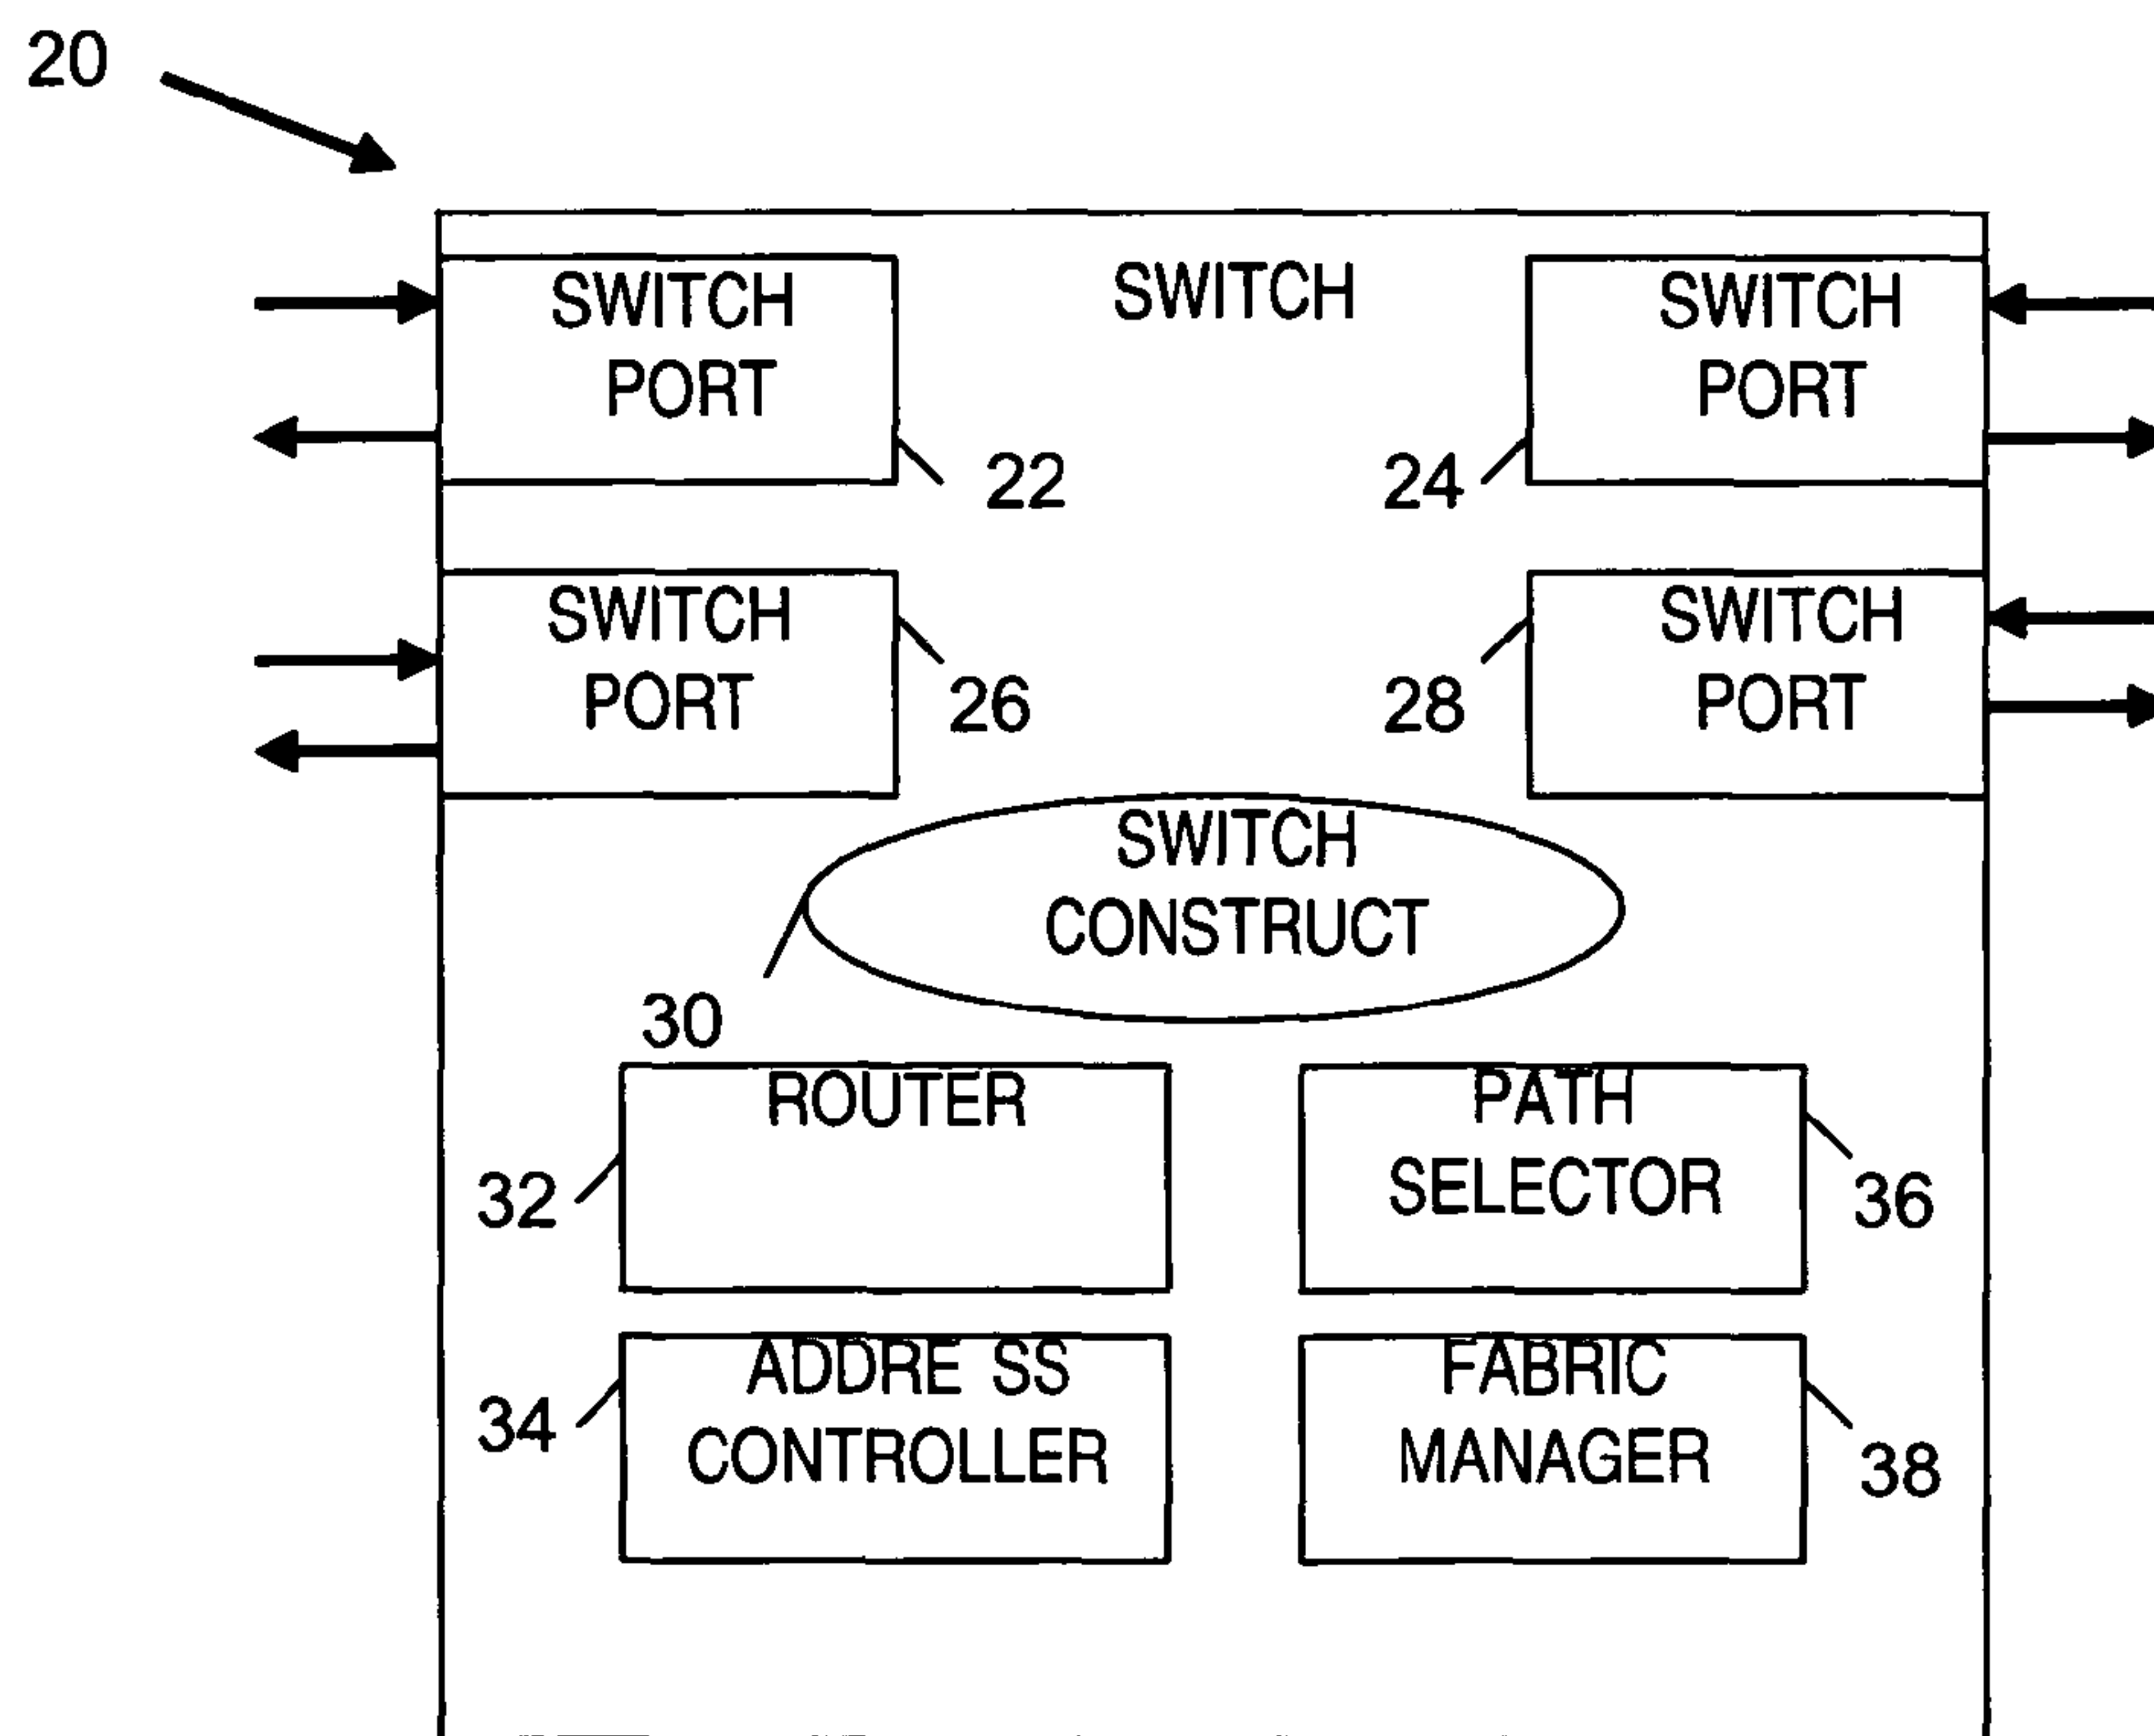 20
SWITCH
SWITCH
PORT
22
SWITCH
PORT
24
SWITCH
PORT
26
SWITCH
PORT
28
SWITCH
CONSTRUCT
30
ROUTER
32
PATH
SELECTOR
36
ADDRE SS
CONTROLLER
34
FABRIC
MANAGER
38